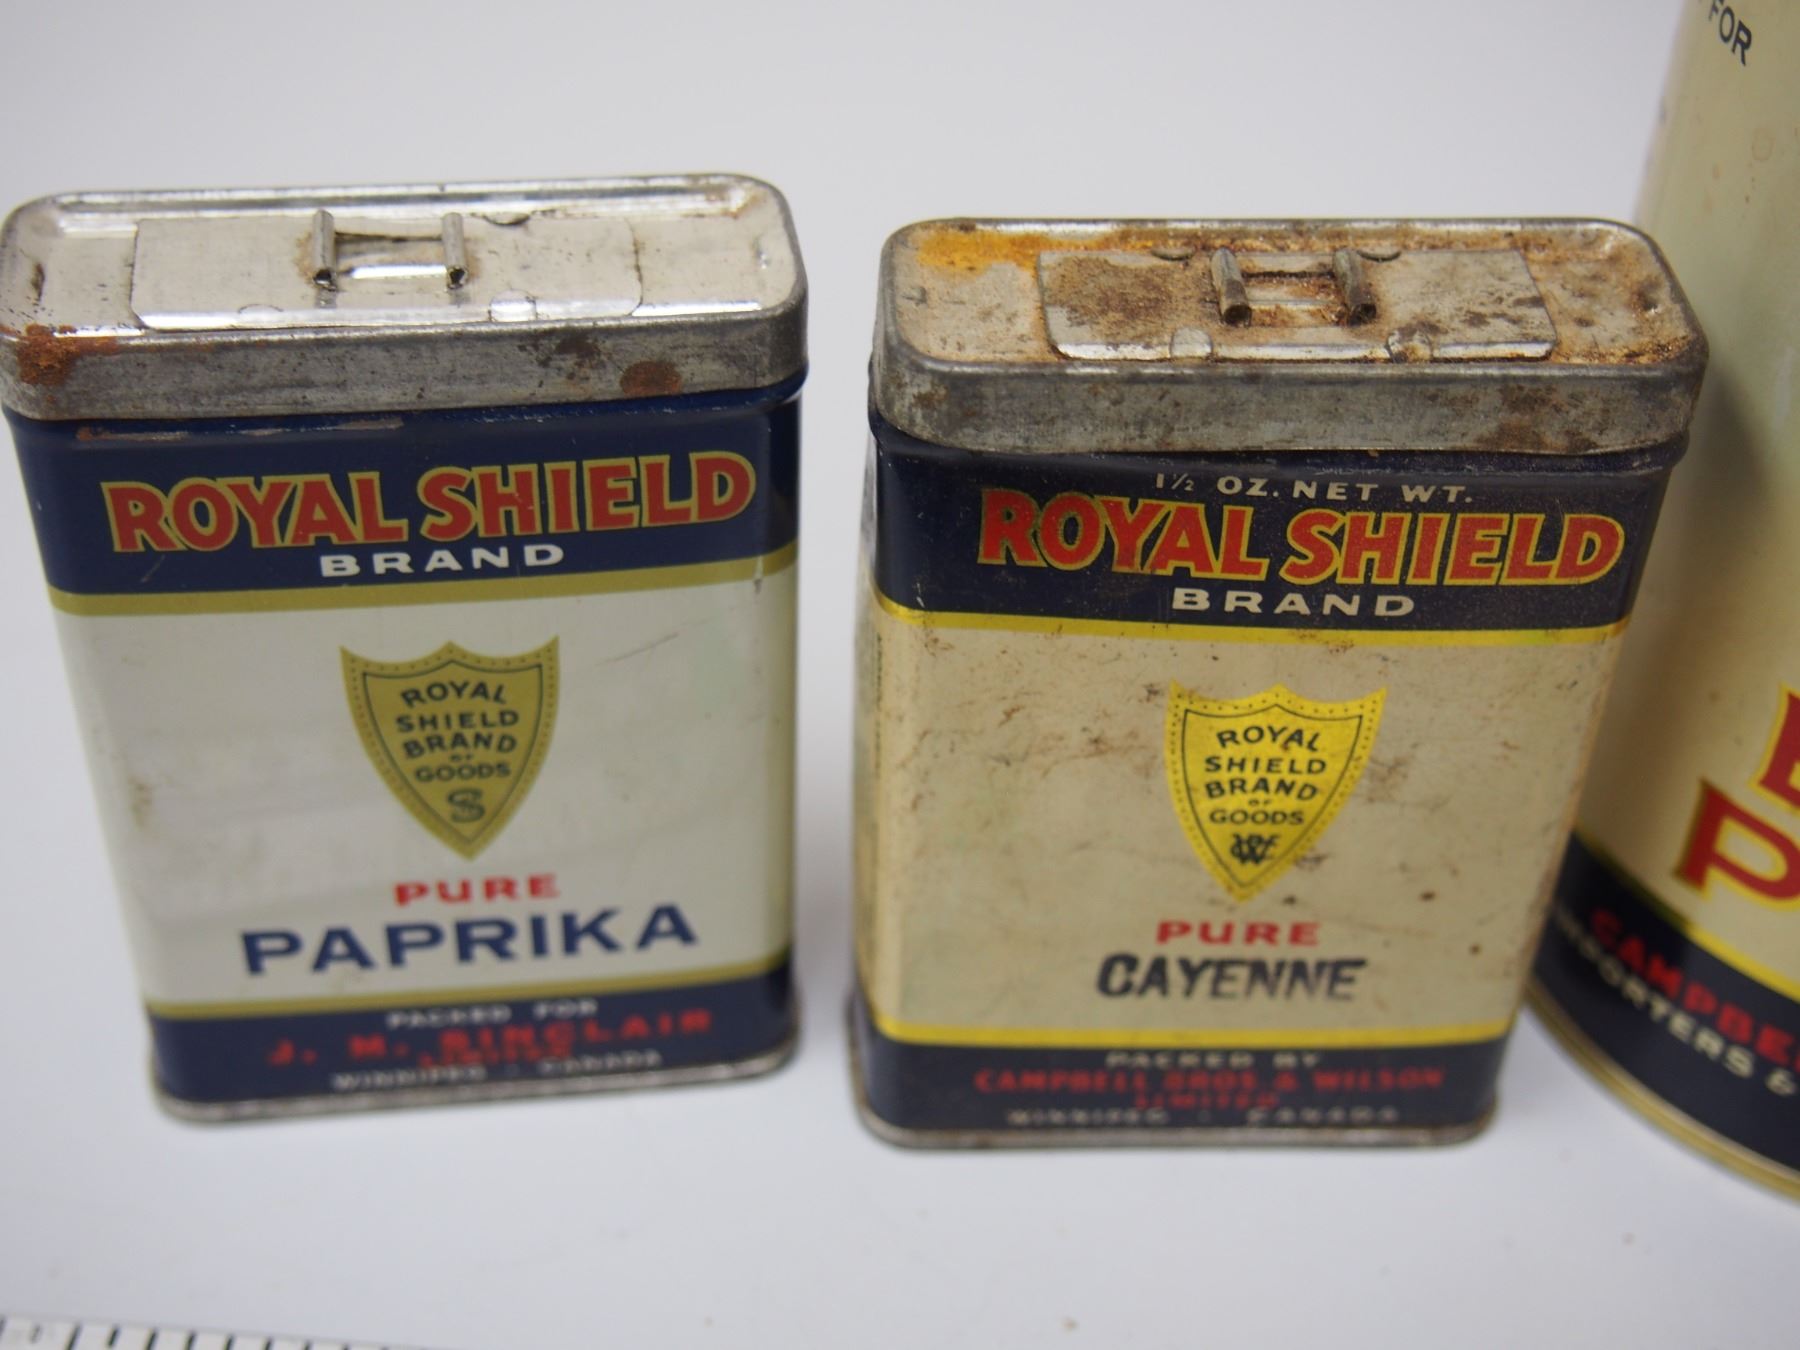 ROYAL SHIELD
BRAND
ROYAL
SHIELD
BRAND
OF
GOODS
S
PURE
PAPRIKA
PACKED FOR
J. M. SINCLAIR
LIMITED
WINNIPEG · CANADA
1½ OZ. NET WT.
ROYAL SHIELD
BRAND
ROYAL
SHIELD
BRAND
OF
GOODS
PURE
CAYENNE
PACKED BY
CAMPBELL BROS. & WILSON
LIMITED
WINNIPEG · CANADA
FOR
P
CAMPBE
IMPORTERS &